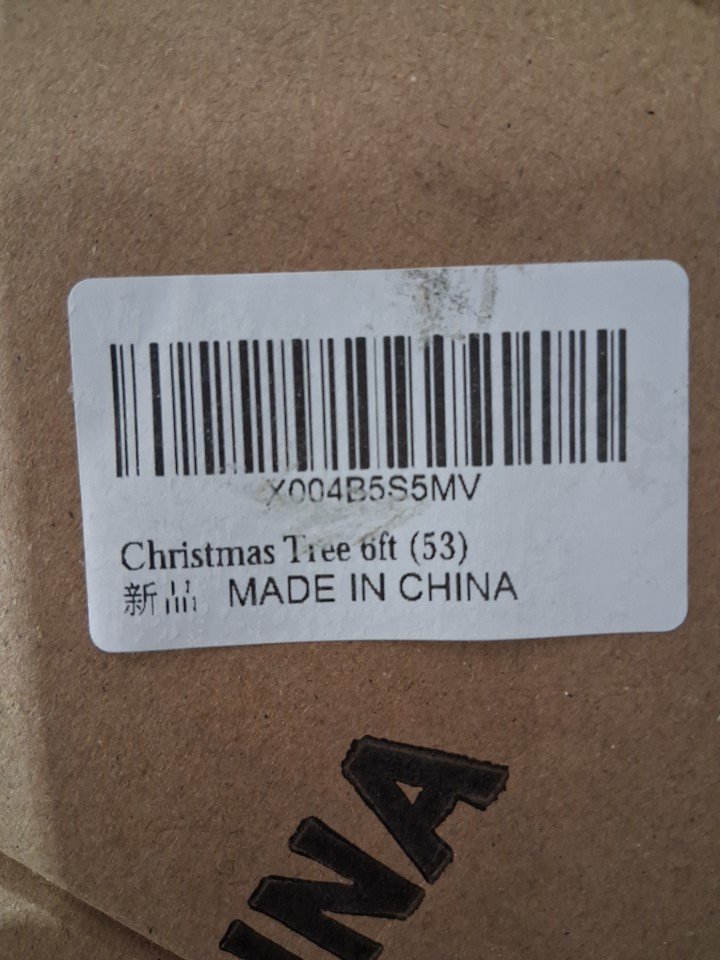 X004B5S5MV
Christmas Tree 6ft (53)
新品 MADE IN CHINA
INA